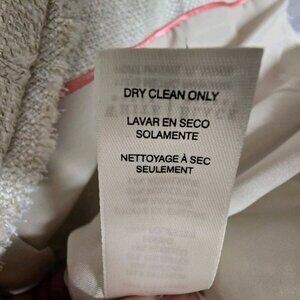 DRY CLEAN ONLY
LAVAR EN SECO
SOLAMENTE
NETTOYAGE À SEC
SEULEMENT